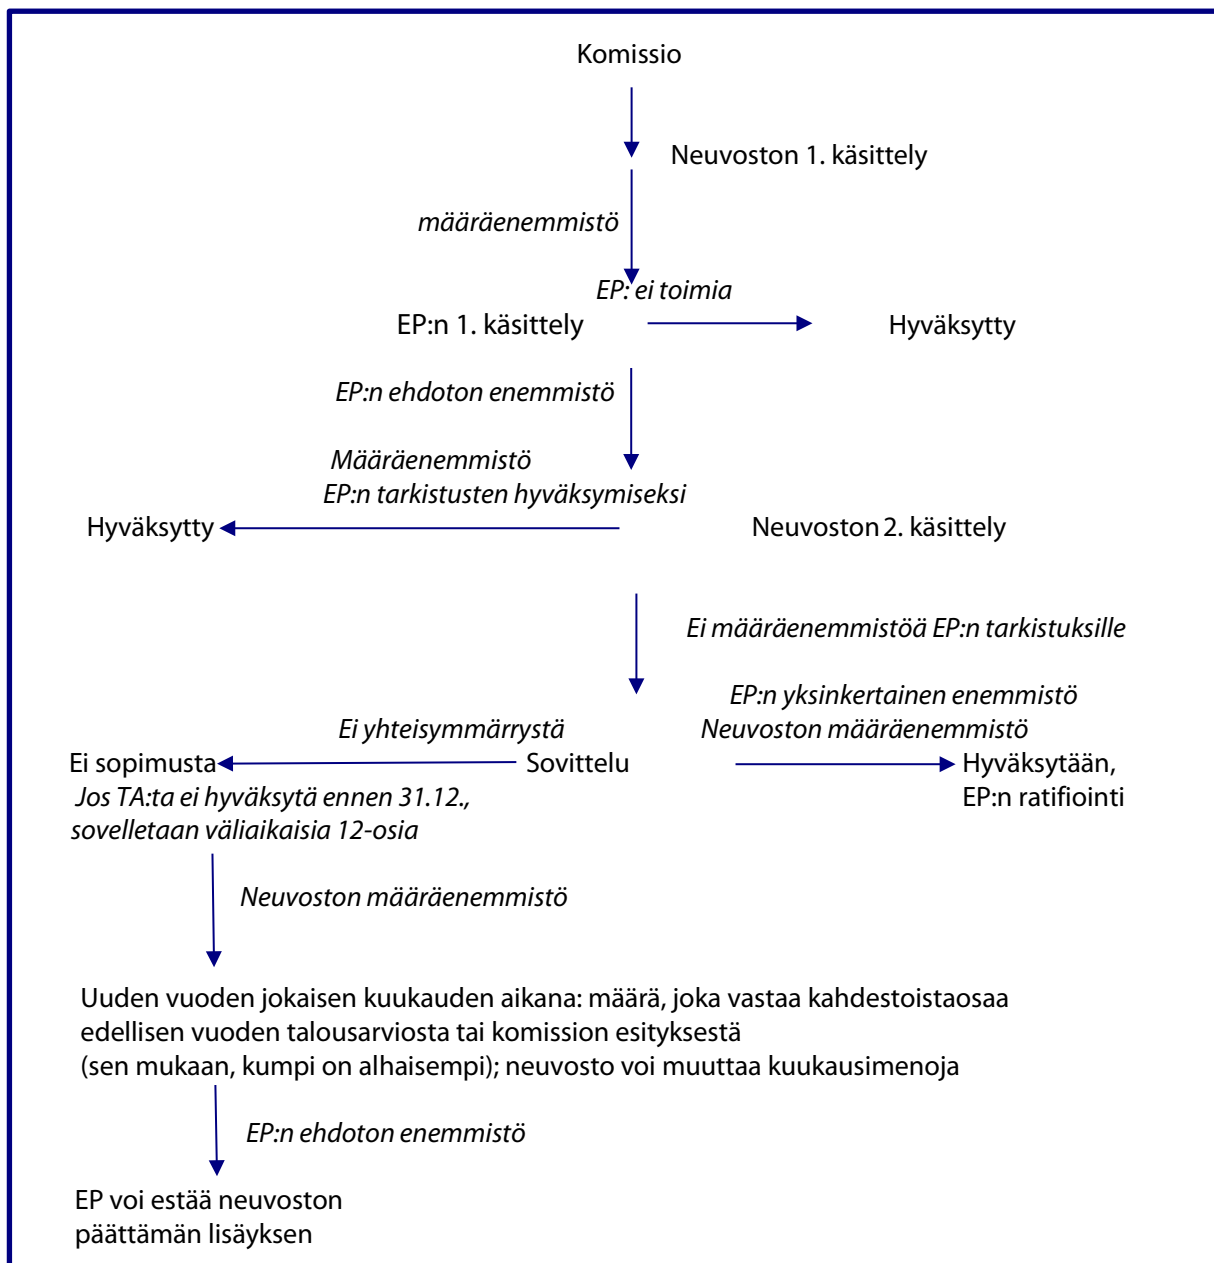 Komissio
Neuvoston 1. käsittely
määräenemmistö
EP: ei toimia
EP:n 1. käsittely
Hyväksytty
EP:n ehdoton enemmistö
Määräenemmistö
EP:n tarkistusten hyväksymiseksi
Hyväksytty
Neuvoston 2. käsittely
Ei määräenemmistöä EP:n tarkistuksille
EP:n yksinkertainen enemmistö
Ei yhteisymmärrystä
Neuvoston määräenemmistö
Ei sopimusta
Sovittelu
Hyväksytään,
EP:n ratifiointi
Jos TA:ta ei hyväksytä ennen 31.12.,
sovelletaan väliaikaisia 12-osia
Neuvoston määräenemmistö
Uuden vuoden jokaisen kuukauden aikana: määrä, joka vastaa kahdestoistaosaa
edellisen vuoden talousarviosta tai komission esityksestä
(sen mukaan, kumpi on alhaisempi); neuvosto voi muuttaa kuukausimenoja
EP:n ehdoton enemmistö
EP voi estää neuvoston
päättämän lisäyksen